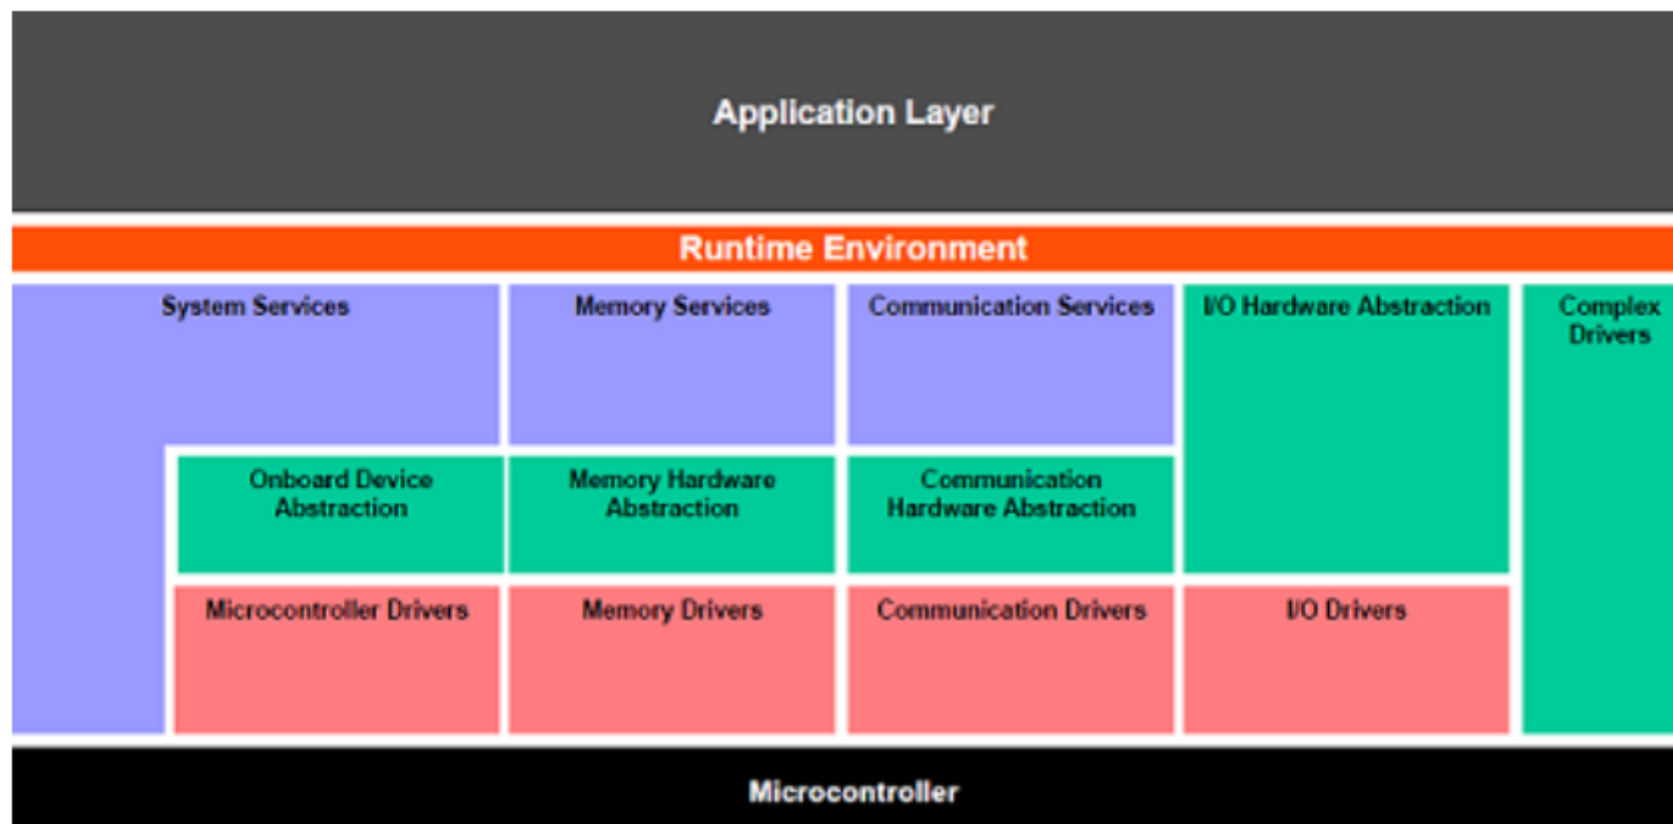 Application Layer
Runtime Environment
System Services
Memory Services
Communication Services
I/O Hardware Abstraction
Complex
Drivers
Onboard Device
Abstraction
Memory Hardware
Abstraction
Communication
Hardware Abstraction
Microcontroller Drivers
Memory Drivers
Communication Drivers
I/O Drivers
Microcontroller